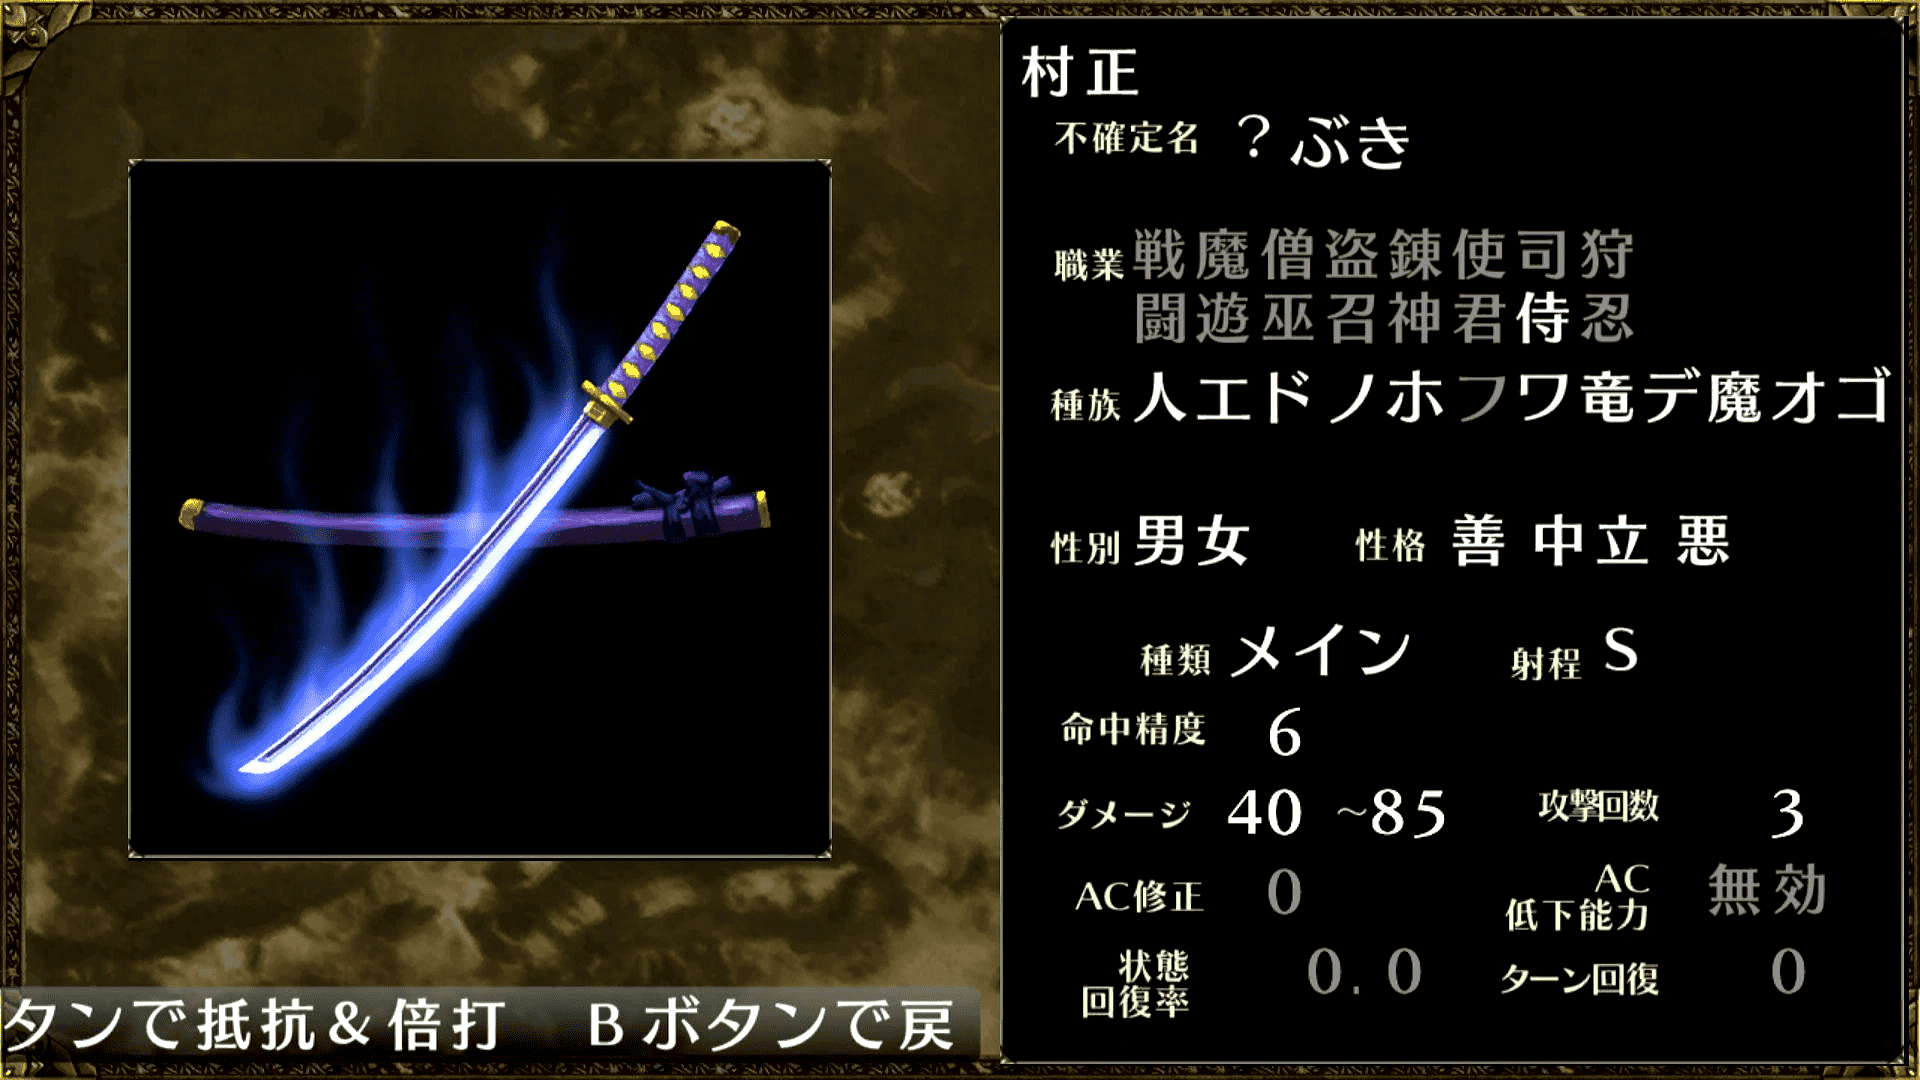 村正
不確定名 ？ぶき
職業 戦魔僧盗錬使司狩
闘遊巫召神君侍忍
種族 人エドノホフワ竜デ魔オゴ
性別 男女 性格 善 中立 悪
種類 メイン 射程 S
命中精度 6
ダメージ 40 ～85 攻撃回数 3
AC修正 0 AC低下能力 無効
状態回復率 0.0 ターン回復 0
タンで抵抗＆倍打 Bボタンで戻